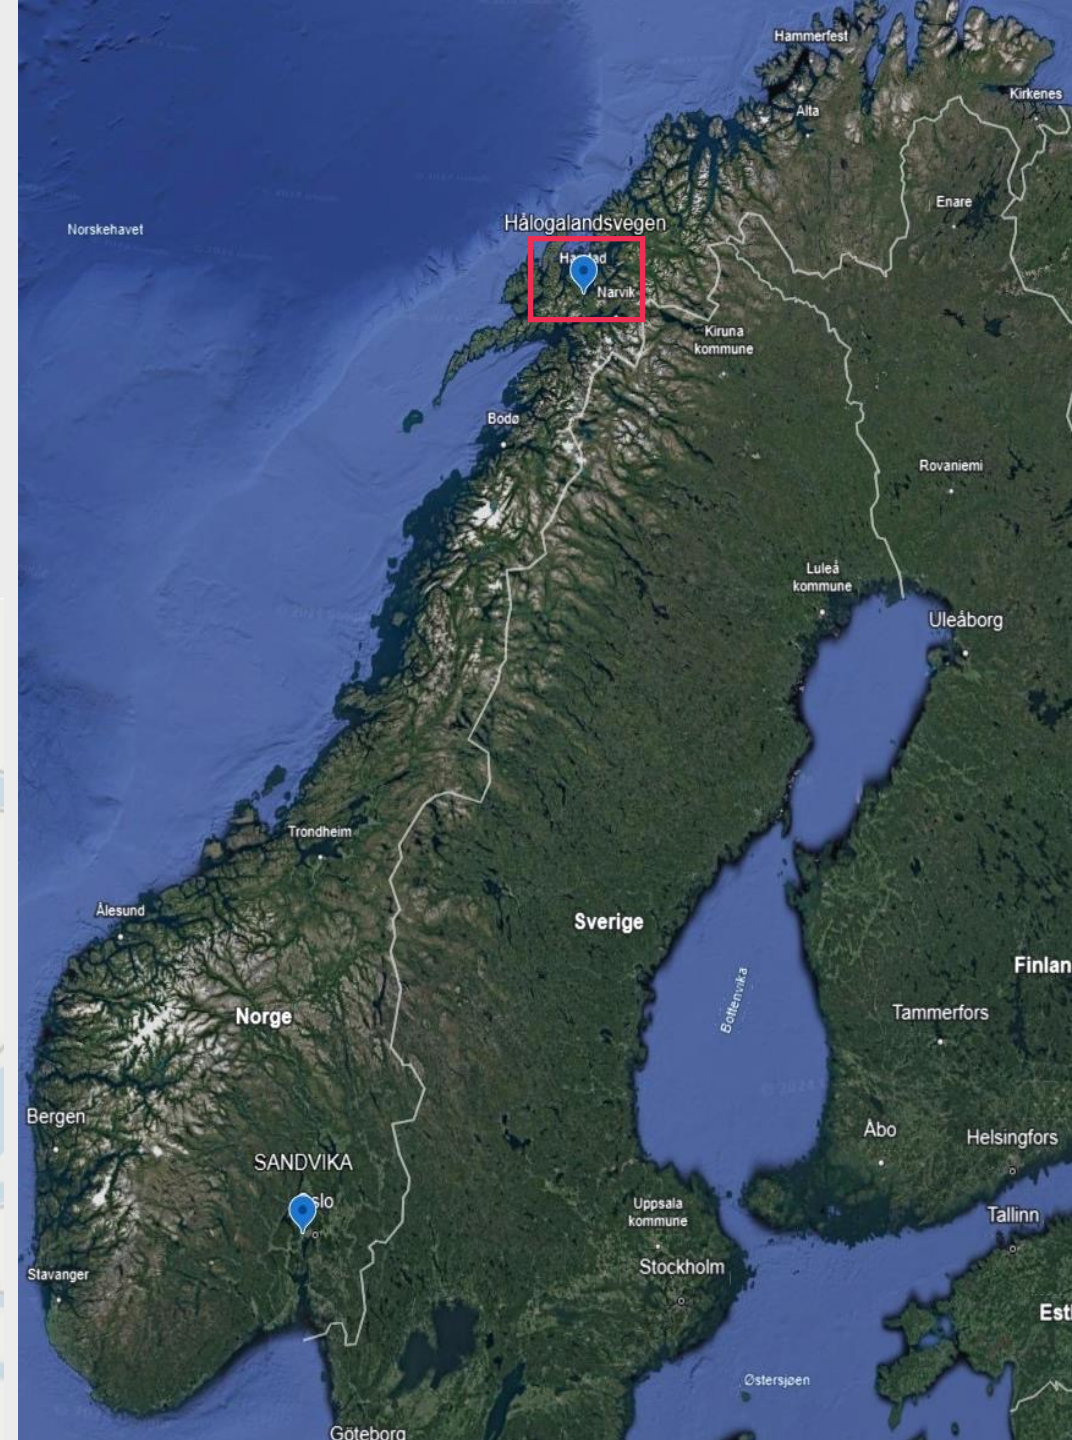 Hammerfest
Kirkenes
Alta
Enare
Norskehavet
Hålogalandsvegen
Narvik
Kiruna
kommune
Bodø
Rovaniemi
Luleå
kommune
Uleåborg
Trondheim
Ålesund
Sverige
Finlan
Bottenvika
Norge
Tammerfors
Bergen
Åbo
Helsingfors
SANDVIKA
slo
Uppsala
kommune
Tallinn
Stockholm
Stavanger
Est
Østersjøen
Göteborg